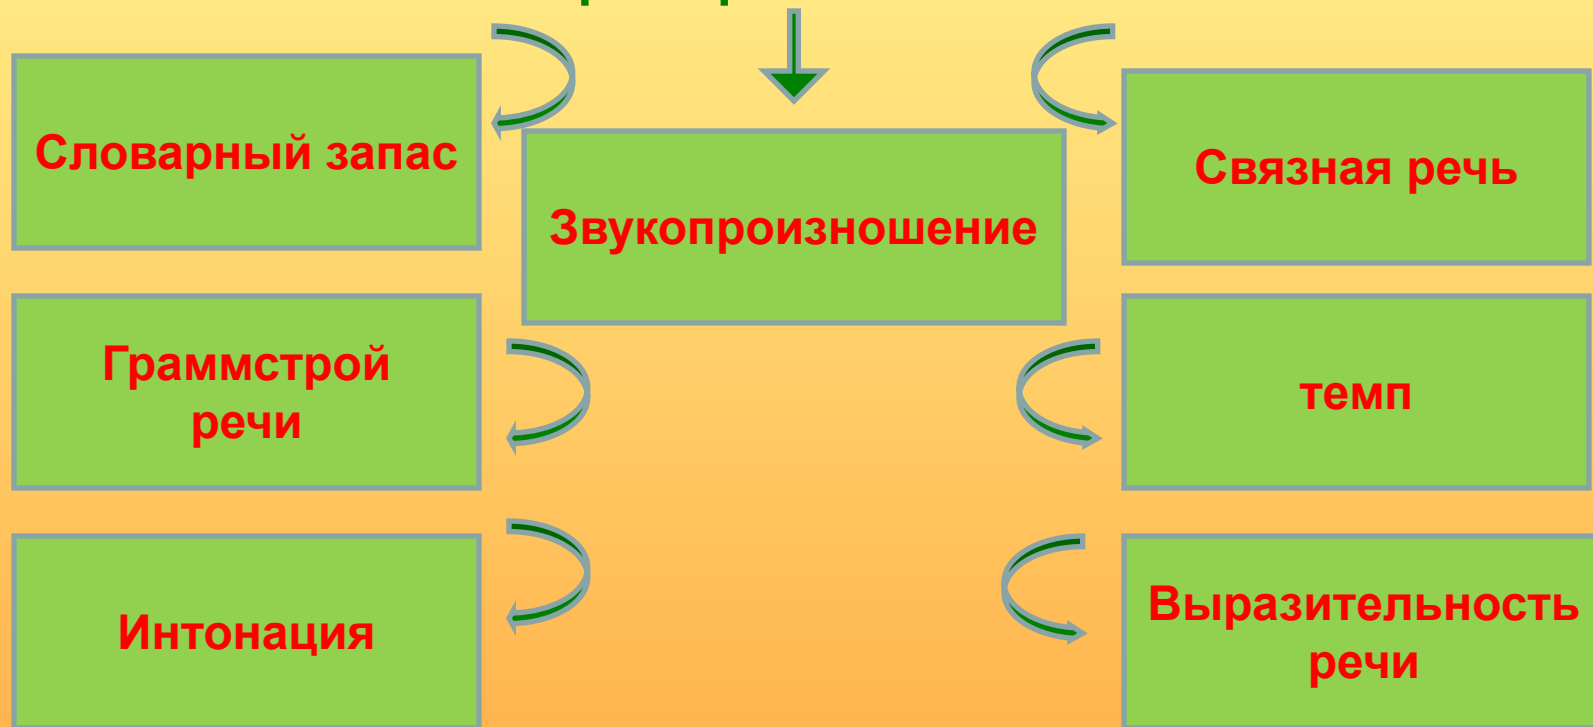 Словарный запас
Звукопроизношение
Связная речь
Граммстрой
речи
темп
Интонация
Выразительность
речи